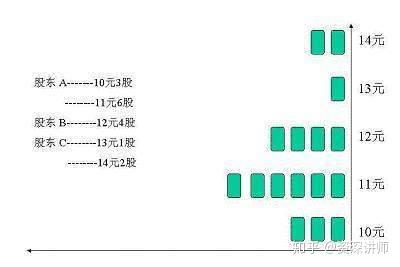 股东 A-------10元3股
--------11元6股
股东 B--------12元4股
股东 C--------13元1股
--------14元2股
14元
13元
12元
11元
10元
知乎 @资琛讲师